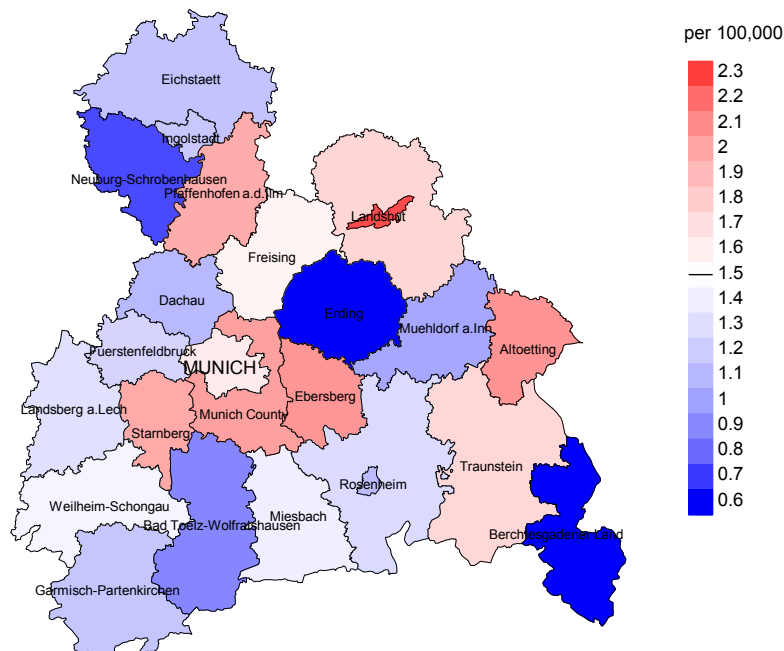 per 100,000
2.3
2.2
2.1
2
1.9
1.8
1.7
1.6
1.5
1.4
1.3
1.2
1.1
1
0.9
0.8
0.7
0.6
Eichstaett
Ingolstadt
Neuburg-Schrobenhausen
Pfaffenhofen a.d.Ilm
Landshut
Freising
Dachau
Erding
Muehldorf a.Inn
Altoetting
Fuerstenfeldbruck
MUNICH
Ebersberg
Landsberg a.Lech
Munich County
Starnberg
Traunstein
Rosenheim
Weilheim-Schongau
Miesbach
Bad Toelz-Wolfratshausen
Berchtesgadener Land
Garmisch-Partenkirchen